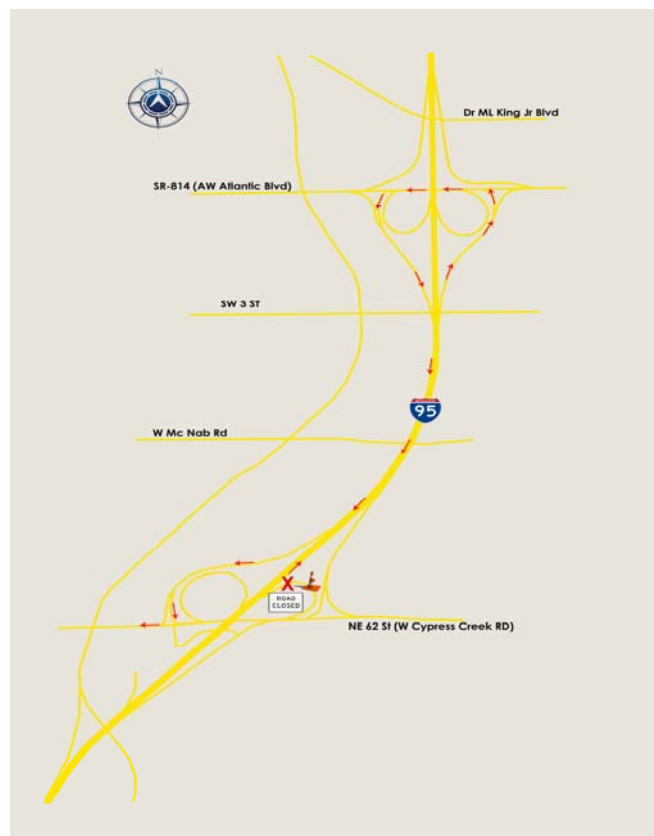 N
Dr ML King Jr Blvd
SR-814 (AW Atlantic Blvd)
SW 3 ST
95
W Mc Nab Rd
X
ROAD
CLOSED
NE 62 St (W Cypress Creek RD)